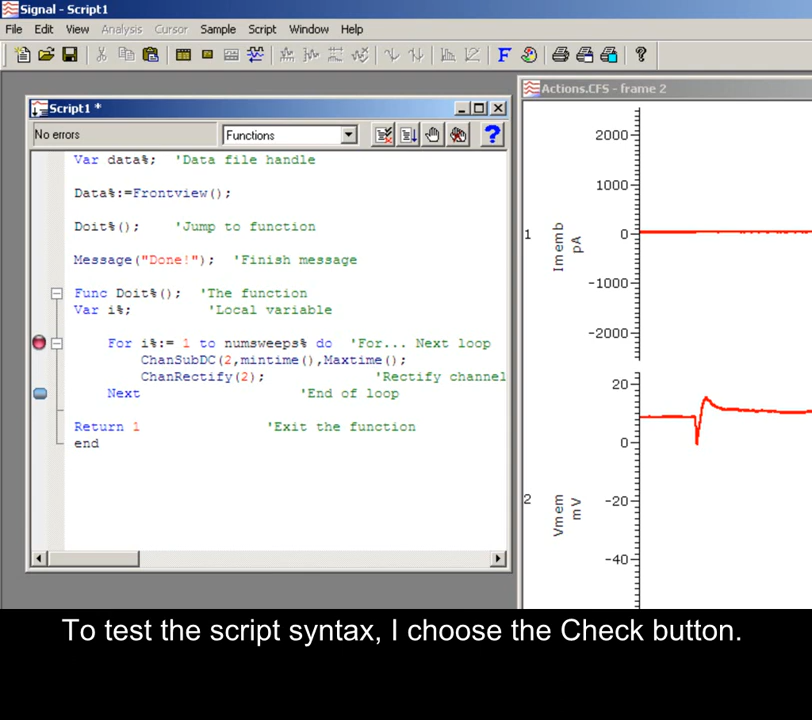 Signal - Script1
File Edit View Analysis Cursor Sample Script Window Help
Script1 *
No errors Functions
Var data%; 'Data file handle
Data%:=Frontview();
Doit%(); 'Jump to function
Message("Done!"); 'Finish message
Func Doit%(); 'The function
Var i%; 'Local variable
For i%:= 1 to numsweeps% do 'For... Next loop
ChanSubDC(2,mintime(),Maxtime();
ChanRectify(2); 'Rectify channel
Next 'End of loop
Return 1 'Exit the function
end
Actions.CFS - frame 2
2000
1000
1
Imemb
pA
0
-1000
-2000
20
0
2
Vmem
mV
-20
-40
To test the script syntax, I choose the Check button.